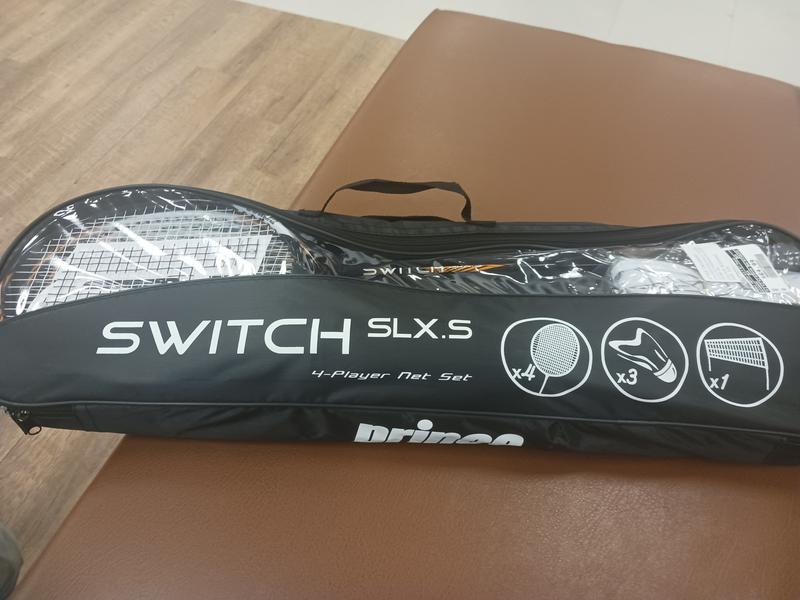 SWITCH
SWITCH SLX.S
4-Player Net Set
x4
x3
x1
prince